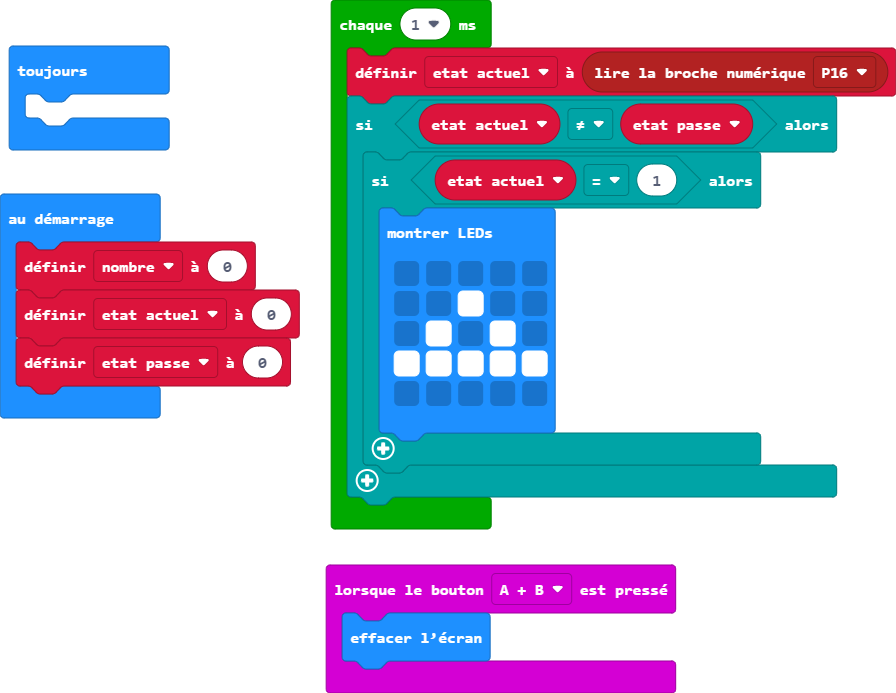 toujours
au démarrage
définir nombre à 0
définir etat actuel à 0
définir etat passe à 0
chaque 1 ms
définir etat actuel à lire la broche numérique P16
si etat actuel ≠ etat passe alors
si etat actuel = 1 alors
montrer LEDs
lorsque le bouton A + B est pressé
effacer l'écran